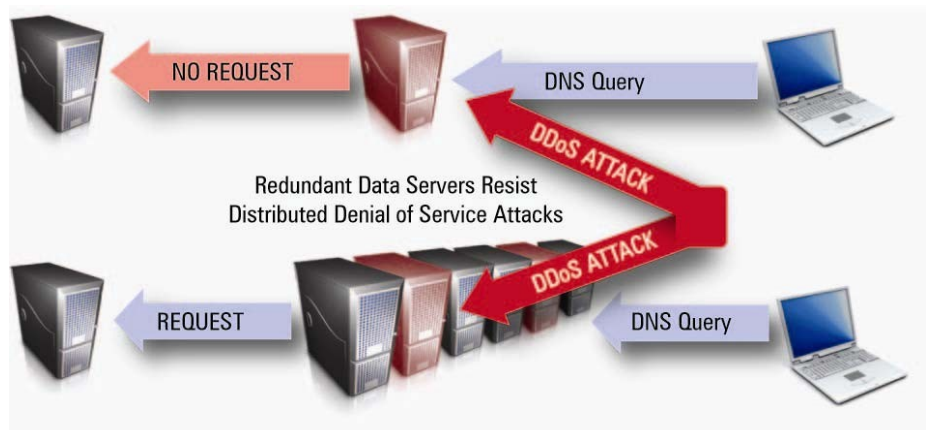 NO REQUEST
DNS Query
DDoS ATTACK
Redundant Data Servers Resist
Distributed Denial of Service Attacks
DDoS ATTACK
REQUEST
DNS Query